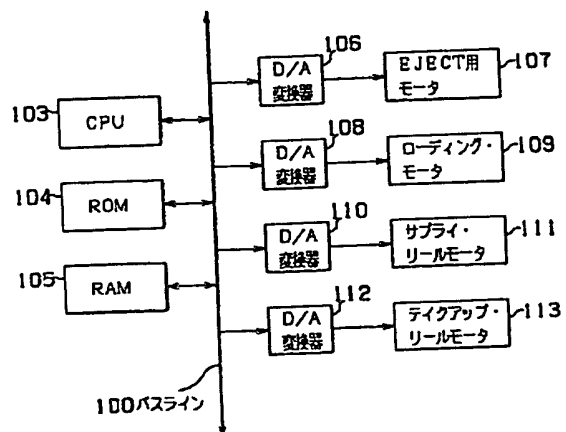 106
D/A
変換器
EJECT用
モータ
107
103
CPU
108
D/A
変換器
ローディング・
モータ
109
104
ROM
110
D/A
変換器
サプライ・
リールモータ
111
105
RAM
112
D/A
変換器
テイクアップ・
リールモータ
113
100バスライン